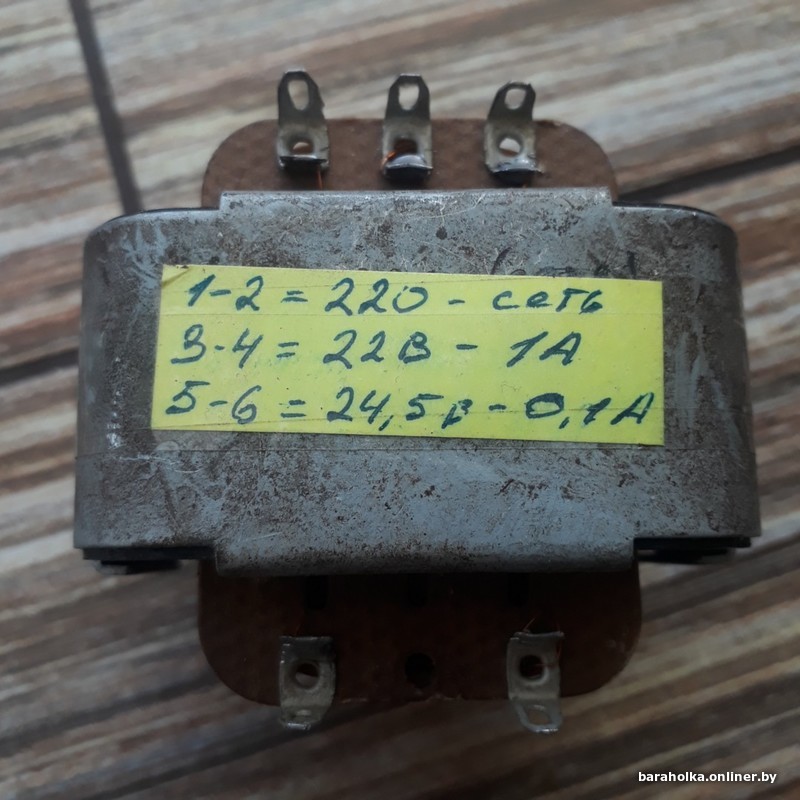 1-2 = 220 - сеть
3-4 = 22В - 1А
5-6 = 24,5в - 0,1А
baraholka.onliner.by